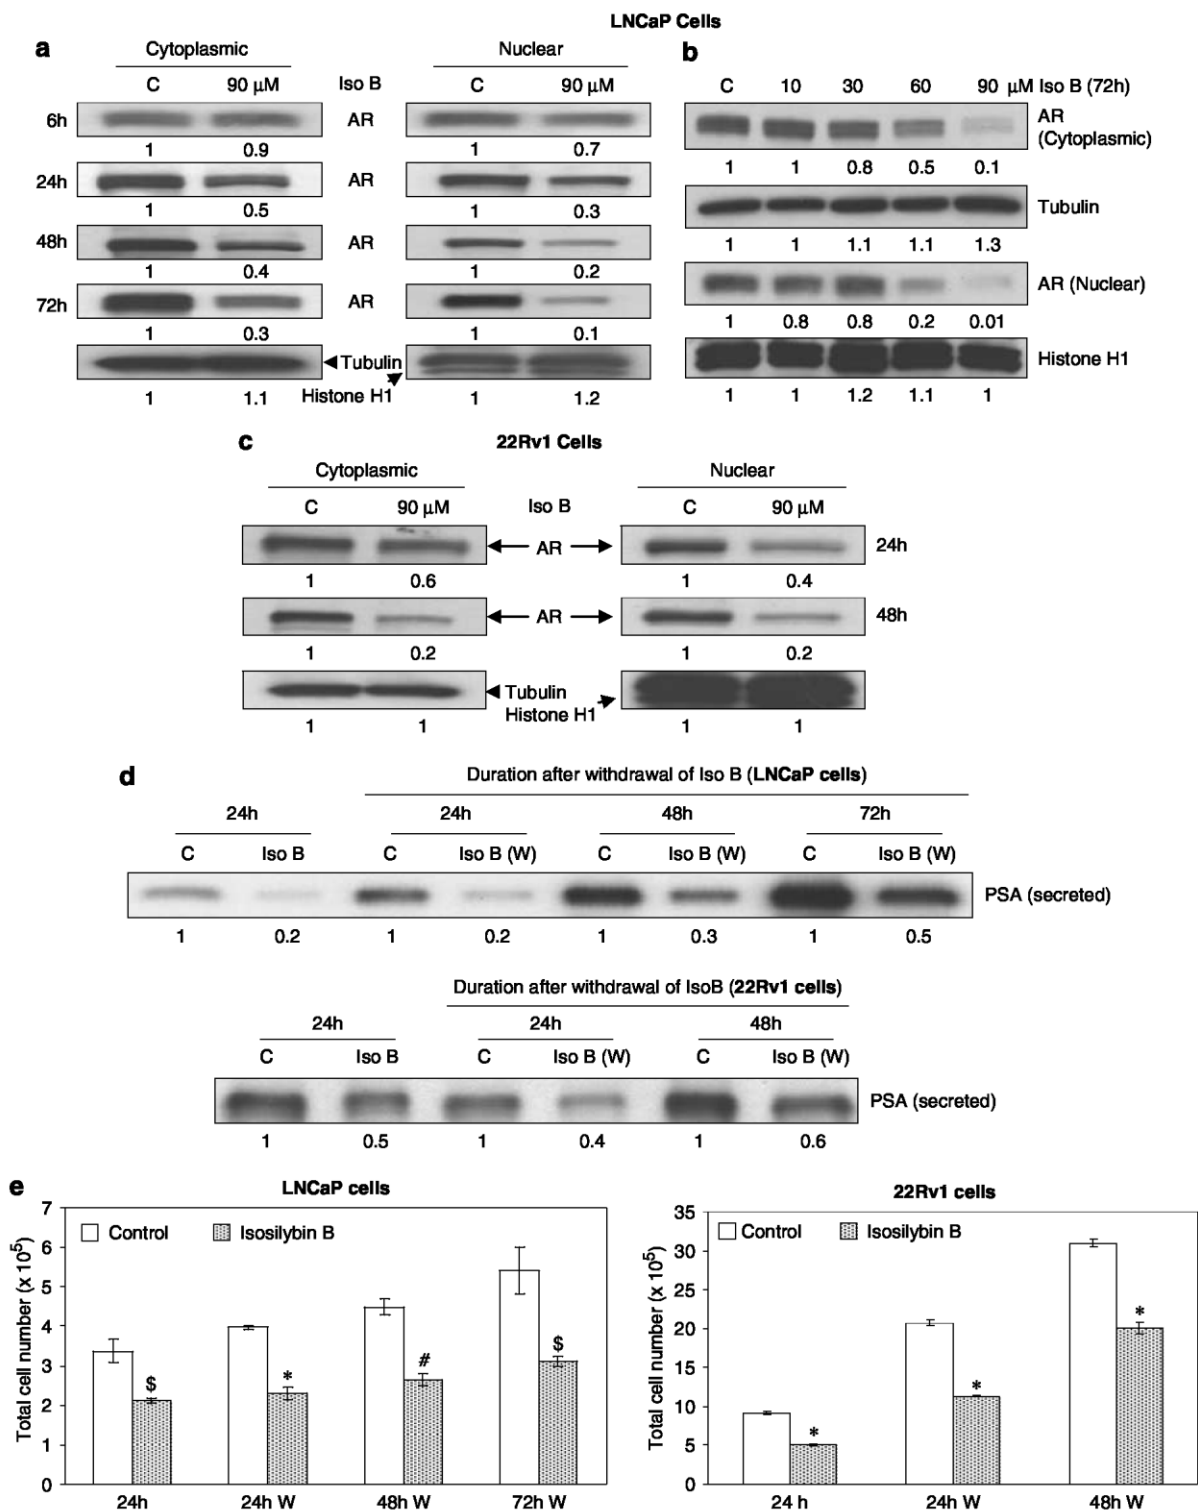 LNCaP Cells
a
Cytoplasmic Nuclear
C 90 µM Iso B C 90 µM
6h AR
1 0.9 1 0.7
24h AR
1 0.5 1 0.3
48h AR
1 0.4 1 0.2
72h AR
1 0.3 1 0.1
Tubulin
Histone H1
1 1.1 1 1.2
b
C 10 30 60 90 µM Iso B (72h)
AR
(Cytoplasmic)
1 1 0.8 0.5 0.1
Tubulin
1 1 1.1 1.1 1.3
AR (Nuclear)
1 0.8 0.8 0.2 0.01
Histone H1
1 1 1.2 1.1 1
c
22Rv1 Cells
Cytoplasmic Nuclear
C 90 µM Iso B C 90 µM
AR 24h
1 0.6 1 0.4
AR 48h
1 0.2 1 0.2
Tubulin
Histone H1
1 1 1 1
d
Duration after withdrawal of Iso B (LNCaP cells)
24h 24h 48h 72h
C Iso B C Iso B (W) C Iso B (W) C Iso B (W)
PSA (secreted)
1 0.2 1 0.2 1 0.3 1 0.5
Duration after withdrawal of IsoB (22Rv1 cells)
24h 24h 48h
C Iso B C Iso B (W) C Iso B (W)
PSA (secreted)
1 0.5 1 0.4 1 0.6
e
LNCaP cells
Control Isosilybin B
Total cell number (x 10⁵)
7
6
5
4
3
2
1
0
$ * # $
24h 24h W 48h W 72h W
22Rv1 cells
Control Isosilybin B
Total cell number (x 10⁵)
35
30
25
20
15
10
5
0
* * *
24 h 24h W 48h W